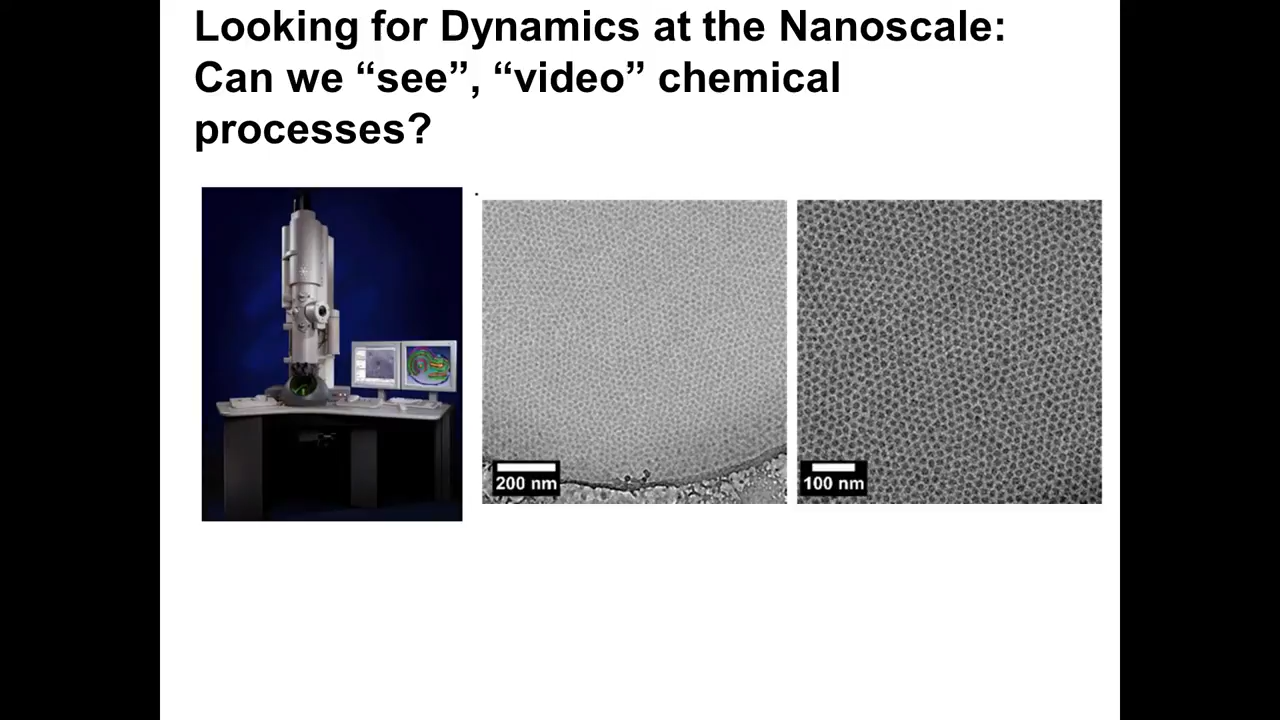 Looking for Dynamics at the Nanoscale:
Can we “see”, “video” chemical
processes?
200 nm
100 nm